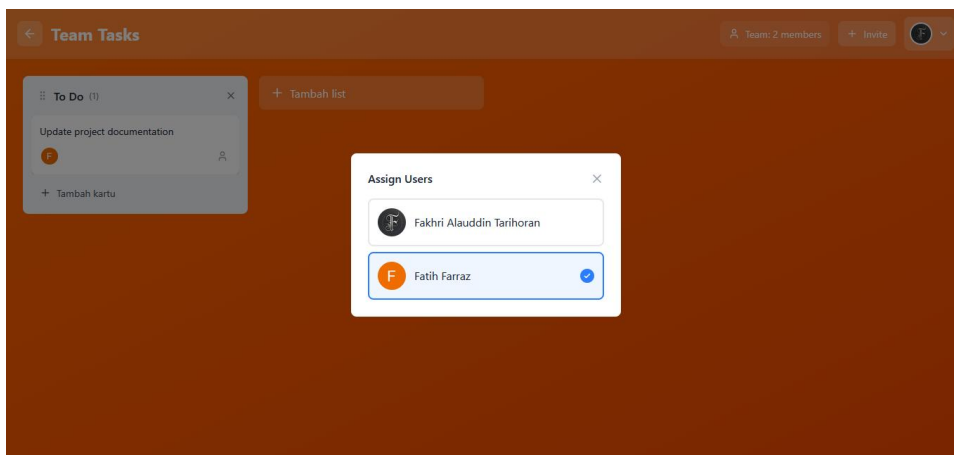 Team Tasks
Team: 2 members
+ Invite
F
To Do (1)
+ Tambah list
Update project documentation
F
+ Tambah kartu
Assign Users
F Fakhri Alauddin Tarihoran
F Fatih Farraz